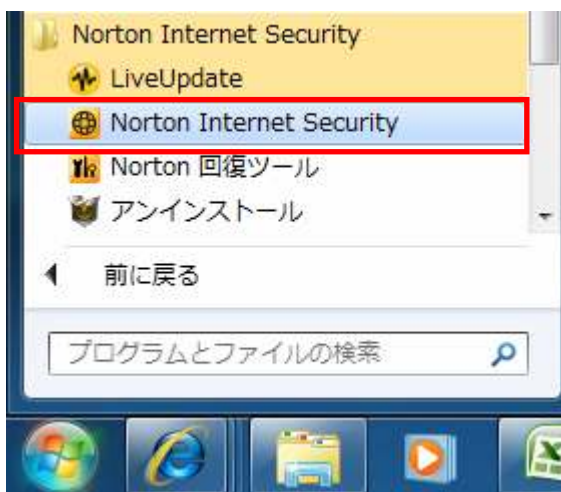 Norton Internet Security
LiveUpdate
Norton Internet Security
Norton 回復ツール
アンインストール
前に戻る
プログラムとファイルの検索